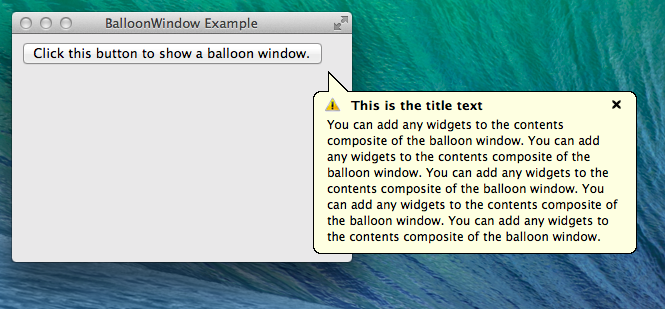 BalloonWindow Example
Click this button to show a balloon window.
This is the title text
You can add any widgets to the contents
composite of the balloon window. You can add
any widgets to the contents composite of the
balloon window. You can add any widgets to the
contents composite of the balloon window. You
can add any widgets to the contents composite of
the balloon window. You can add any widgets to
the contents composite of the balloon window.